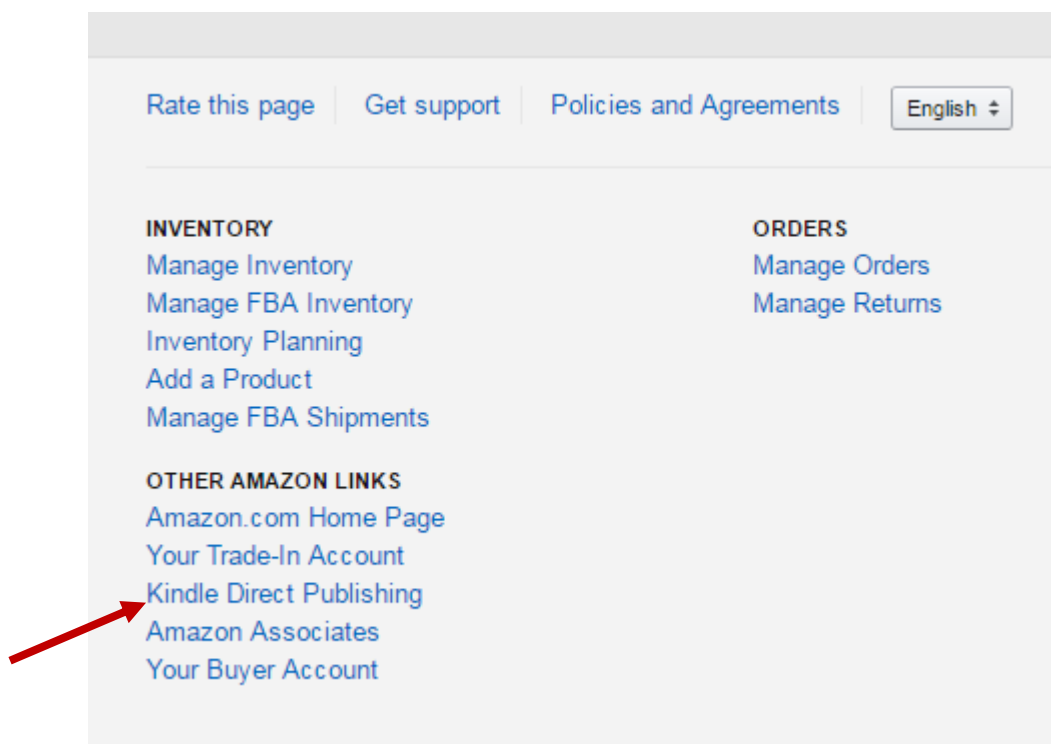 Rate this page Get support Policies and Agreements English
INVENTORY
Manage Inventory
Manage FBA Inventory
Inventory Planning
Add a Product
Manage FBA Shipments
ORDERS
Manage Orders
Manage Returns
OTHER AMAZON LINKS
Amazon.com Home Page
Your Trade-In Account
Kindle Direct Publishing
Amazon Associates
Your Buyer Account